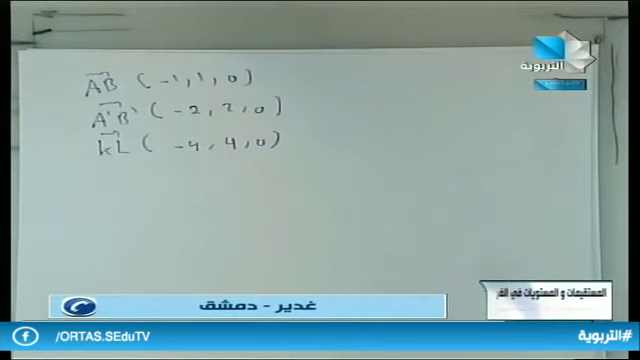 التربوية
AB (-1, 1, 0)
A'B' (-2, 2, 0)
KL (-4, 4, 0)
المستقيمات و المستويات في الفر
غدير - دمشق
/ORTAS.SEduTV
#التربوية